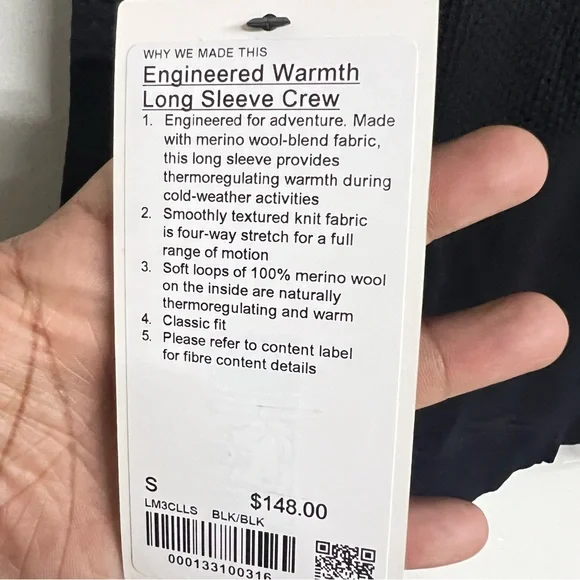 WHY WE MADE THIS
Engineered Warmth
Long Sleeve Crew
1. Engineered for adventure. Made
with merino wool-blend fabric,
this long sleeve provides
thermoregulating warmth during
cold-weather activities
2. Smoothly textured knit fabric
is four-way stretch for a full
range of motion
3. Soft loops of 100% merino wool
on the inside are naturally
thermoregulating and warm
4. Classic fit
5. Please refer to content label
for fibre content details
S
$148.00
LM3CLLS BLK/BLK
000133100316